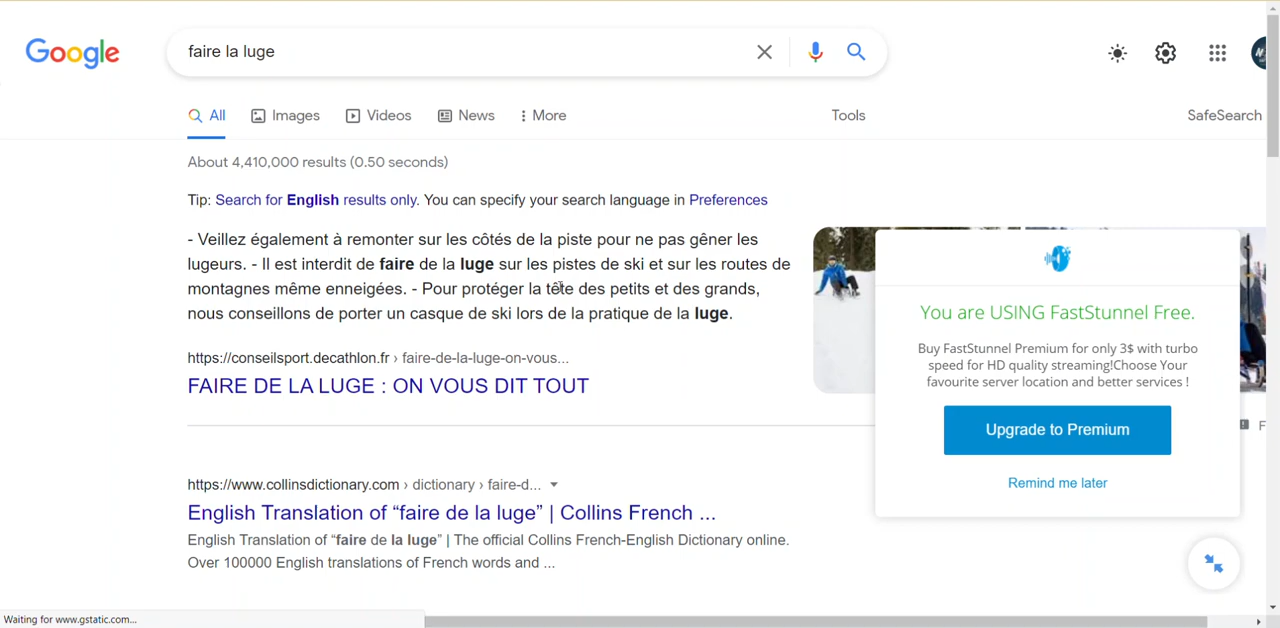 Google
faire la luge
All Images Videos News More Tools SafeSearch
About 4,410,000 results (0.50 seconds)
Tip: Search for English results only. You can specify your search language in Preferences
- Veillez également à remonter sur les côtés de la piste pour ne pas gêner les
lugeurs. - Il est interdit de faire de la luge sur les pistes de ski et sur les routes de
montagnes même enneigées. - Pour protéger la tête des petits et des grands,
nous conseillons de porter un casque de ski lors de la pratique de la luge.
https://conseilsport.decathlon.fr › faire-de-la-luge-on-vous...
FAIRE DE LA LUGE : ON VOUS DIT TOUT
https://www.collinsdictionary.com › dictionary › faire-d...
English Translation of “faire de la luge” | Collins French ...
English Translation of “faire de la luge” | The official Collins French-English Dictionary online.
Over 100000 English translations of French words and ...
You are USING FastStunnel Free.
Buy FastStunnel Premium for only 3$ with turbo
speed for HD quality streaming!Choose Your
favourite server location and better services !
Upgrade to Premium
Remind me later
Waiting for www.gstatic.com...